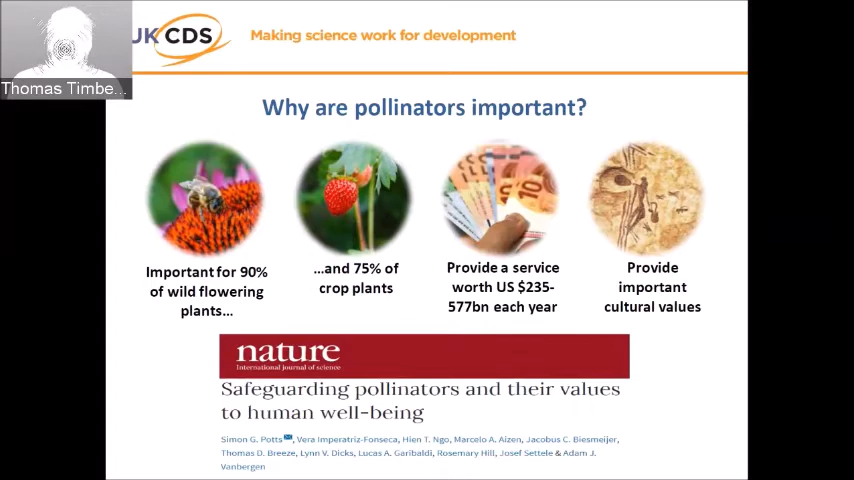 UKCDS
Making science work for development
Thomas Timbe...
Why are pollinators important?
Important for 90%
of wild flowering
plants...
...and 75% of
crop plants
Provide a service
worth US $235-
577bn each year
Provide
important
cultural values
nature
International journal of science
Safeguarding pollinators and their values
to human well-being
Simon G. Potts, Vera Imperatriz-Fonseca, Hien T. Ngo, Marcelo A. Aizen, Jacobus C. Biesmeijer,
Thomas D. Breeze, Lynn V. Dicks, Lucas A. Garibaldi, Rosemary Hill, Josef Settele & Adam J.
Vanbergen